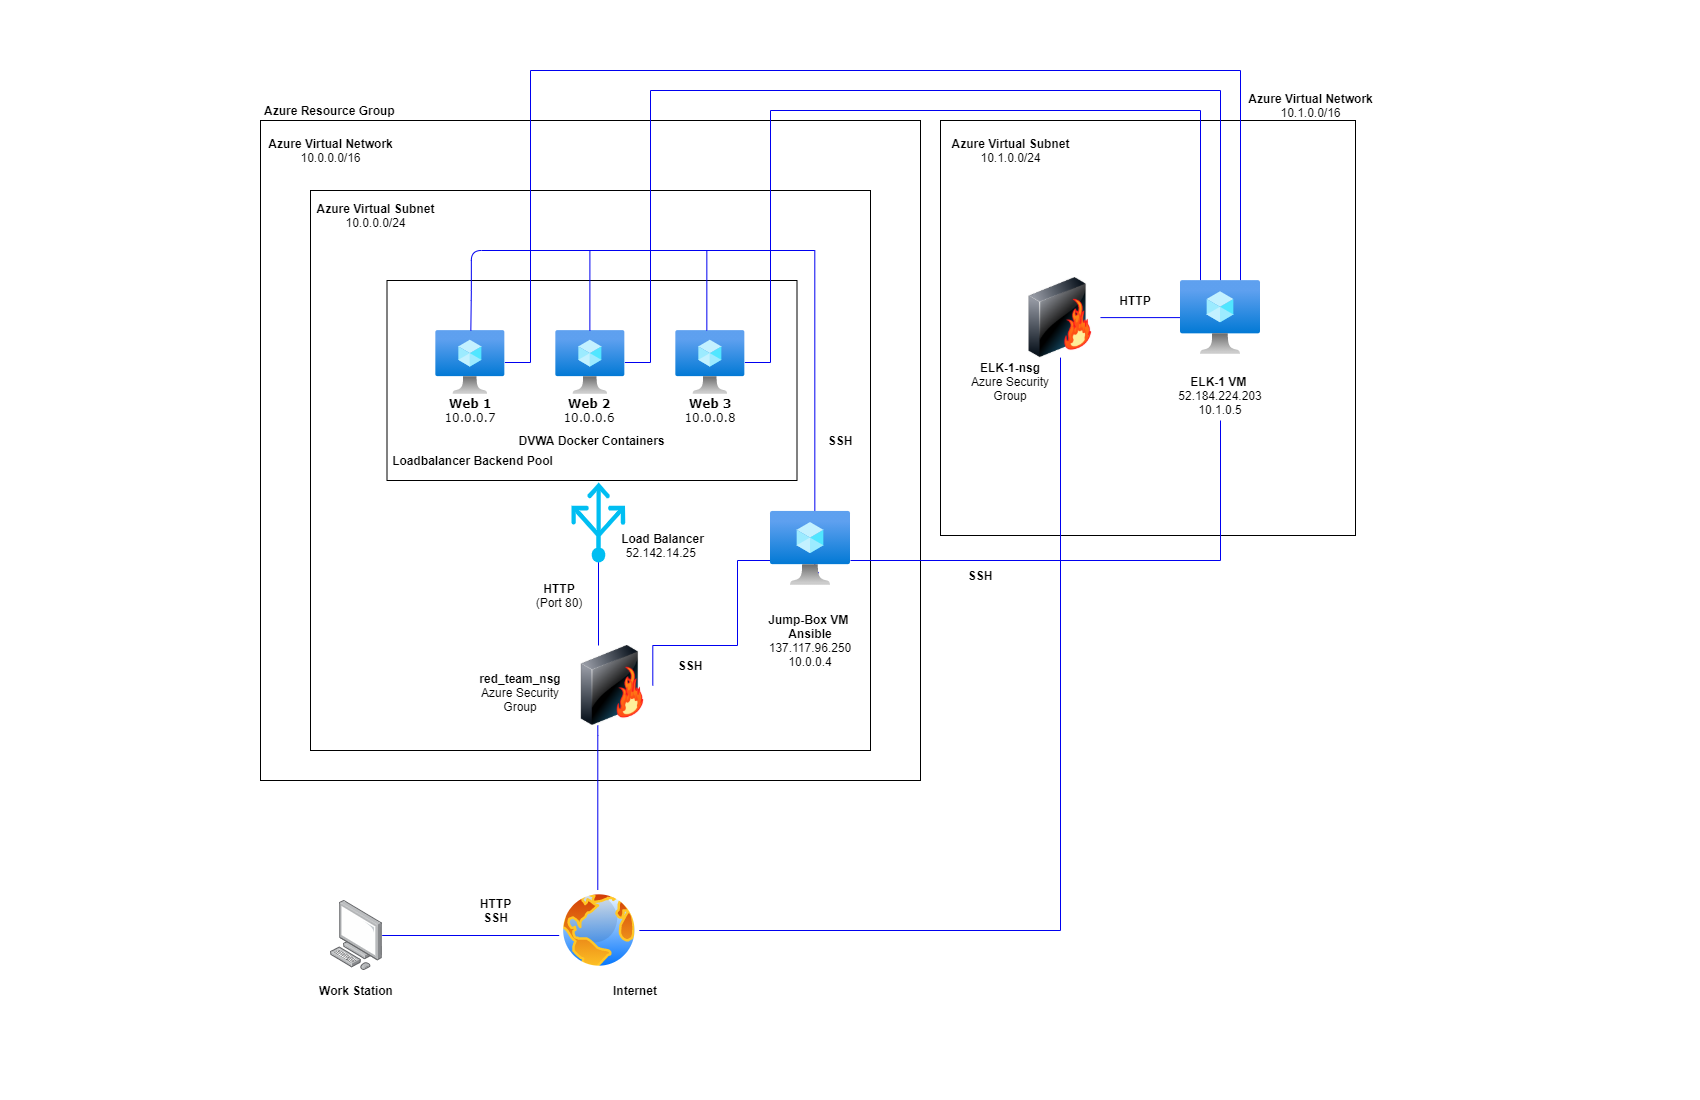 Azure Resource Group
Azure Virtual Network
10.0.0.0/16
Azure Virtual Subnet
10.0.0.0/24
Web 1
10.0.0.7
Web 2
10.0.0.6
Web 3
10.0.0.8
DVWA Docker Containers
Loadbalancer Backend Pool
SSH
Load Balancer
52.142.14.25
HTTP
(Port 80)
Jump-Box VM
Ansible
137.117.96.250
10.0.0.4
SSH
red_team_nsg
Azure Security
Group
Azure Virtual Network
10.1.0.0/16
Azure Virtual Subnet
10.1.0.0/24
HTTP
ELK-1-nsg
Azure Security
Group
ELK-1 VM
52.184.224.203
10.1.0.5
SSH
HTTP
SSH
Work Station
Internet